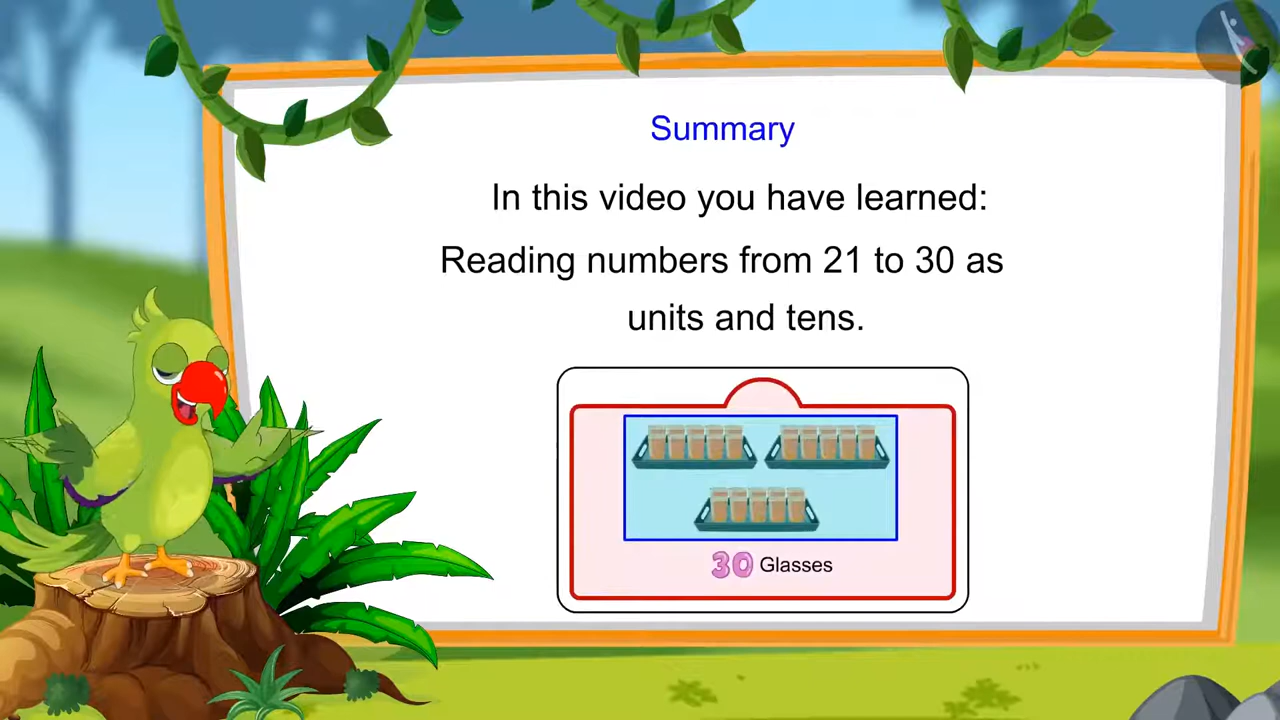 Summary
In this video you have learned:
Reading numbers from 21 to 30 as
units and tens.
30 Glasses